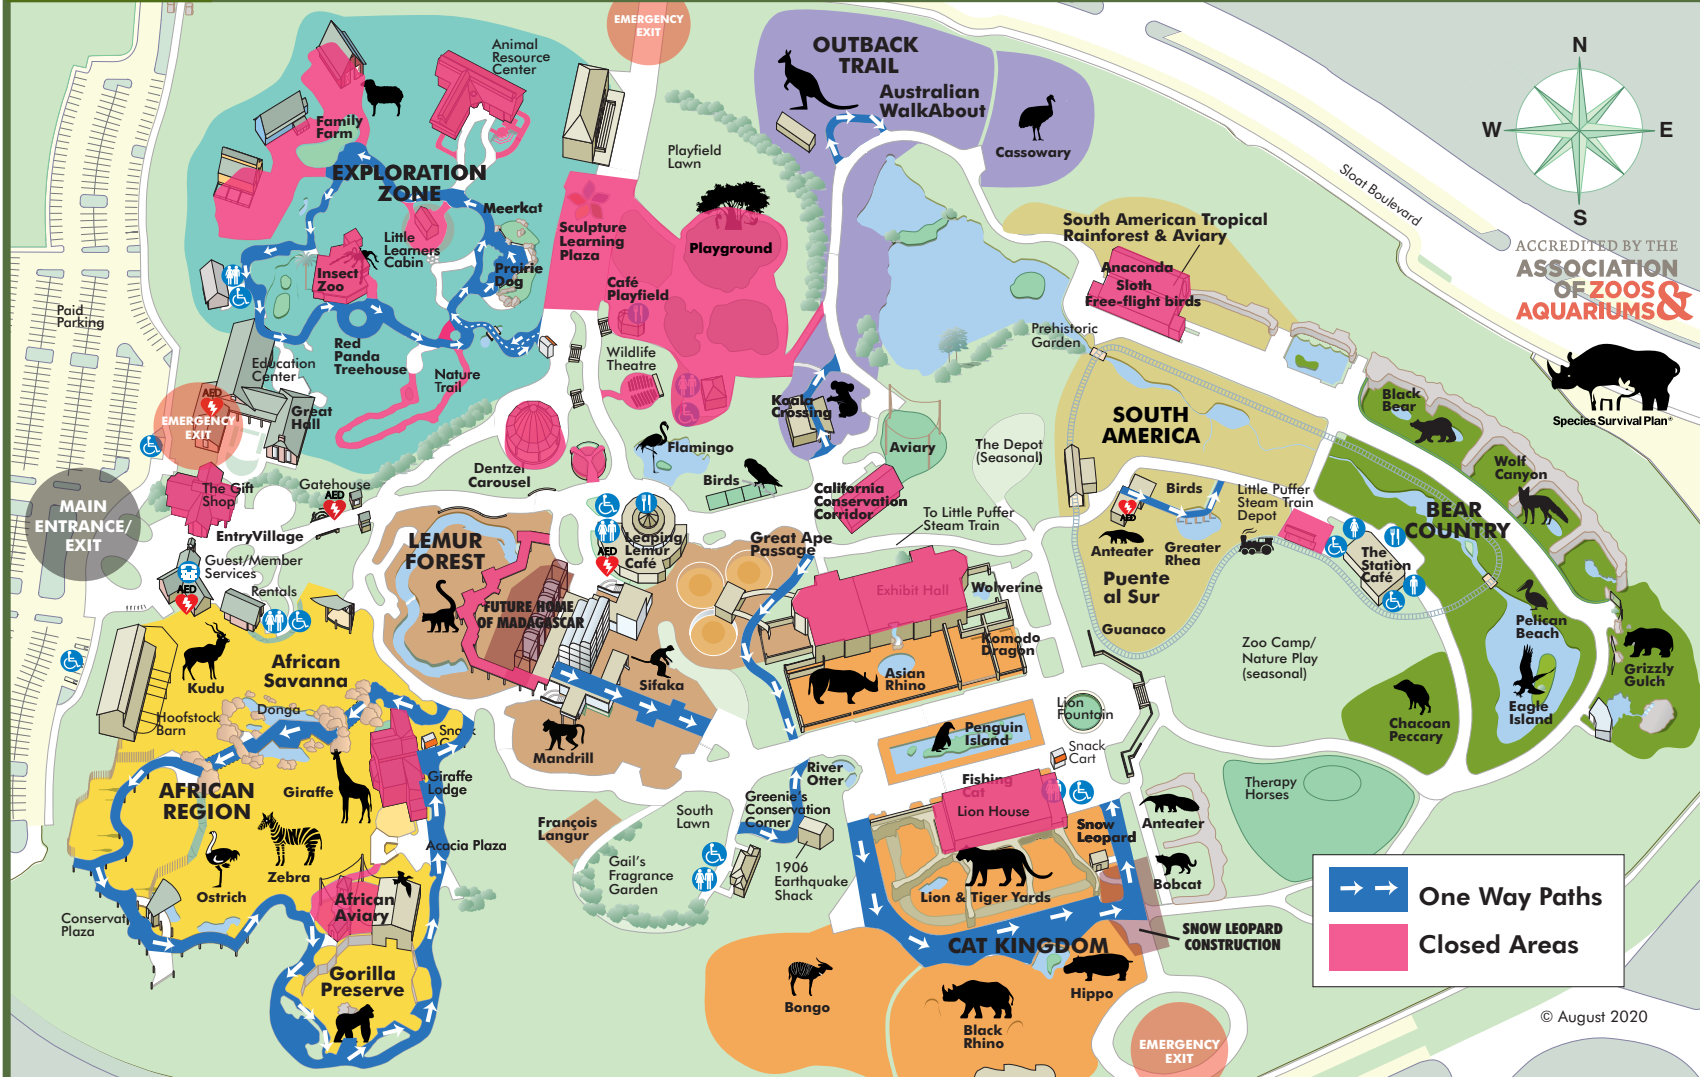 EMERGENCY
EXIT
Animal
Resource
Center
OUTBACK
TRAIL
Australian
WalkAbout
Cassowary
N
W
E
S
Sloat Boulevard
ACCREDITED BY THE
ASSOCIATION
OF ZOOS
& AQUARIUMS
Species Survival Plan®
Family
Farm
EXPLORATION
ZONE
Meerkat
Little
Learners
Cabin
Prairie
Dog
Insect
Zoo
Red
Panda
Treehouse
Nature
Trail
Playfield
Lawn
Sculpture
Learning
Plaza
Playground
Café
Playfield
Wildlife
Theatre
South American Tropical
Rainforest & Aviary
Anaconda
Sloth
Free-flight birds
Prehistoric
Garden
Paid
Parking
Education
Center
Great
Hall
AED
EMERGENCY
EXIT
MAIN
ENTRANCE/
EXIT
The Gift
Shop
Gatehouse
AED
EntryVillage
Guest/Member
Services
AED
Rentals
Dentzel
Carousel
Flamingo
Birds
Koala
Crossing
Aviary
The Depot
(Seasonal)
California
Conservation
Corridor
To Little Puffer
Steam Train
SOUTH
AMERICA
Birds
AED
Anteater
Greater
Rhea
Puente
al Sur
Guanaco
Little Puffer
Steam Train
Depot
Black
Bear
Wolf
Canyon
BEAR
COUNTRY
The
Station
Café
Pelican
Beach
Eagle
Island
Grizzly
Gulch
Chacoan
Peccary
Zoo Camp/
Nature Play
(seasonal)
LEMUR
FOREST
Leaping
Lemur
Café
AED
FUTURE HOME
OF MADAGASCAR
Sifaka
Mandrill
Great Ape
Passage
Exhibit Hall
Wolverine
Komodo
Dragon
Asian
Rhino
Penguin
Island
Lion
Fountain
Snack
Cart
Kudu
African
Savanna
Hoofstock
Barn
Donga
Snack
Giraffe
Lodge
AFRICAN
REGION
Giraffe
Zebra
Ostrich
Acacia Plaza
African
Aviary
Conservat
Plaza
Gorilla
Preserve
François
Langur
South
Lawn
Gail's
Fragrance
Garden
River
Otter
Greenie's
Conservation
Corner
1906
Earthquake
Shack
Fishing
Cat
Lion House
Snow
Leopard
Lion & Tiger Yards
CAT KINGDOM
Anteater
Bobcat
Therapy
Horses
SNOW LEOPARD
CONSTRUCTION
Bongo
Black
Rhino
Hippo
EMERGENCY
EXIT
One Way Paths
Closed Areas
© August 2020